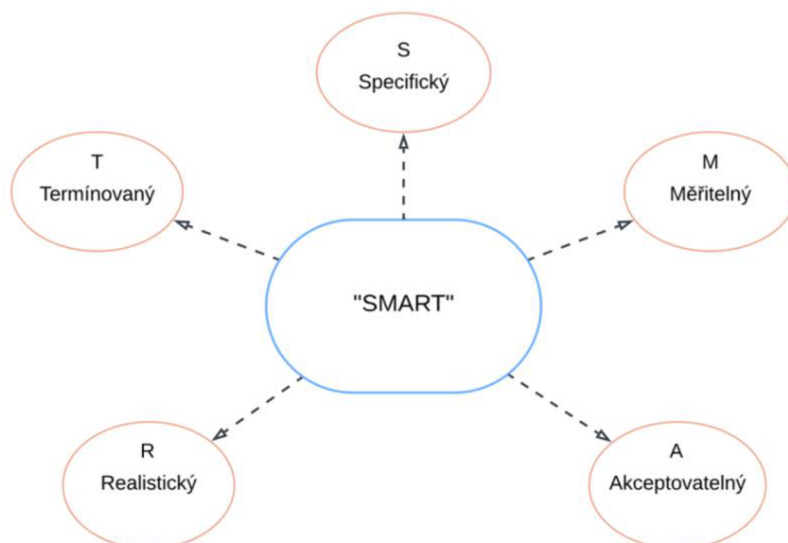 S
Specifický
T
Termínovaný
M
Měřitelný
"SMART"
R
Realistický
A
Akceptovatelný